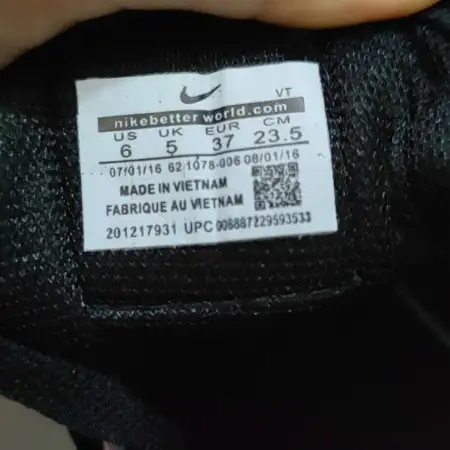 VT
nikebetterworld.com
US UK EUR CM
6 5 37 23.5
07/01/16 621078-006 08/01/16
MADE IN VIETNAM
FABRIQUE AU VIETNAM
201217931 UPC 006887229593533